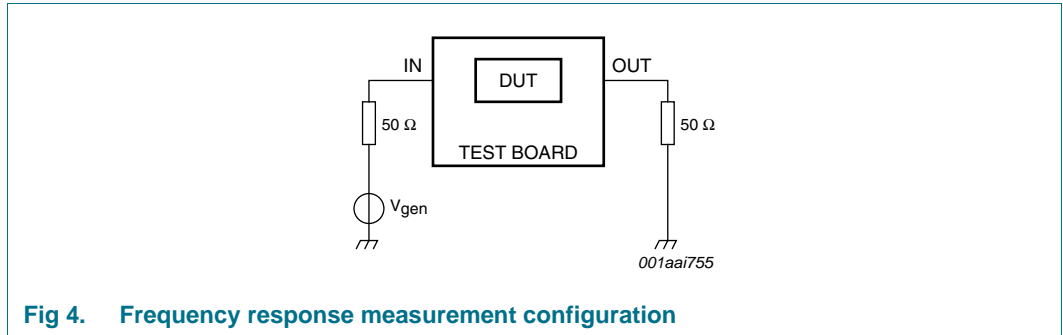 IN
OUT
DUT
50 Ω
50 Ω
TEST BOARD
Vgen
001aai755
Fig 4. Frequency response measurement configuration